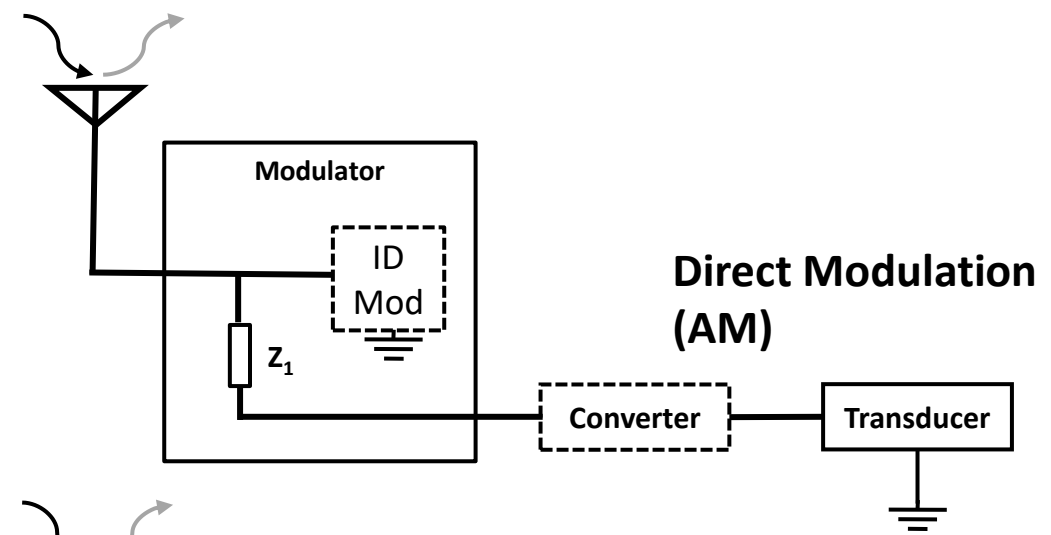 Modulator
ID
Mod
Z₁
Direct Modulation
(AM)
Converter
Transducer